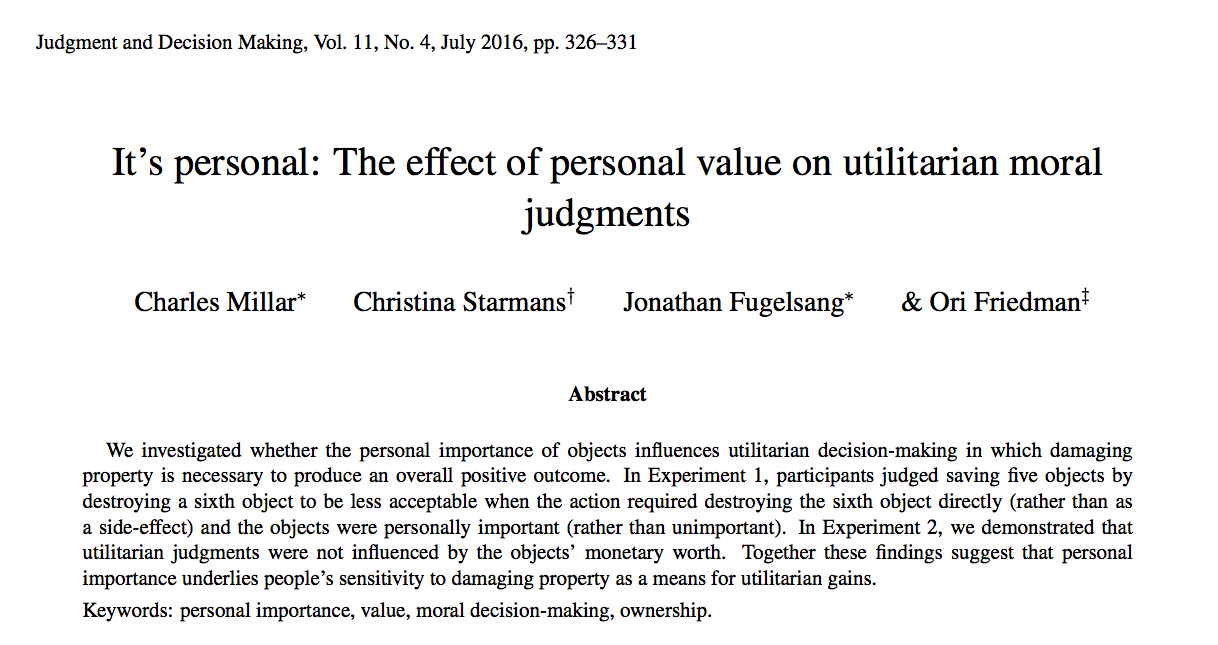 Judgment and Decision Making, Vol. 11, No. 4, July 2016, pp. 326–331
It’s personal: The effect of personal value on utilitarian moral
judgments
Charles Millar* Christina Starmans† Jonathan Fugelsang* & Ori Friedman‡
Abstract
We investigated whether the personal importance of objects influences utilitarian decision-making in which damaging
property is necessary to produce an overall positive outcome. In Experiment 1, participants judged saving five objects by
destroying a sixth object to be less acceptable when the action required destroying the sixth object directly (rather than as
a side-effect) and the objects were personally important (rather than unimportant). In Experiment 2, we demonstrated that
utilitarian judgments were not influenced by the objects’ monetary worth. Together these findings suggest that personal
importance underlies people’s sensitivity to damaging property as a means for utilitarian gains.
Keywords: personal importance, value, moral decision-making, ownership.